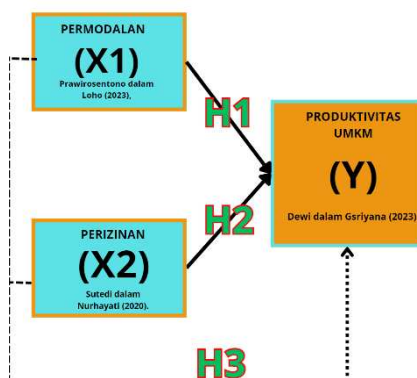 PERMODALAN
(X1)
Prawirosentono dalam
Loho (2023),
H1
PRODUKTIVITAS
UMKM
(Y)
Dewi dalam Gsriyana (2023)
H2
PERIZINAN
(X2)
Sutedi dalam
Nurhayati (2020).
H3